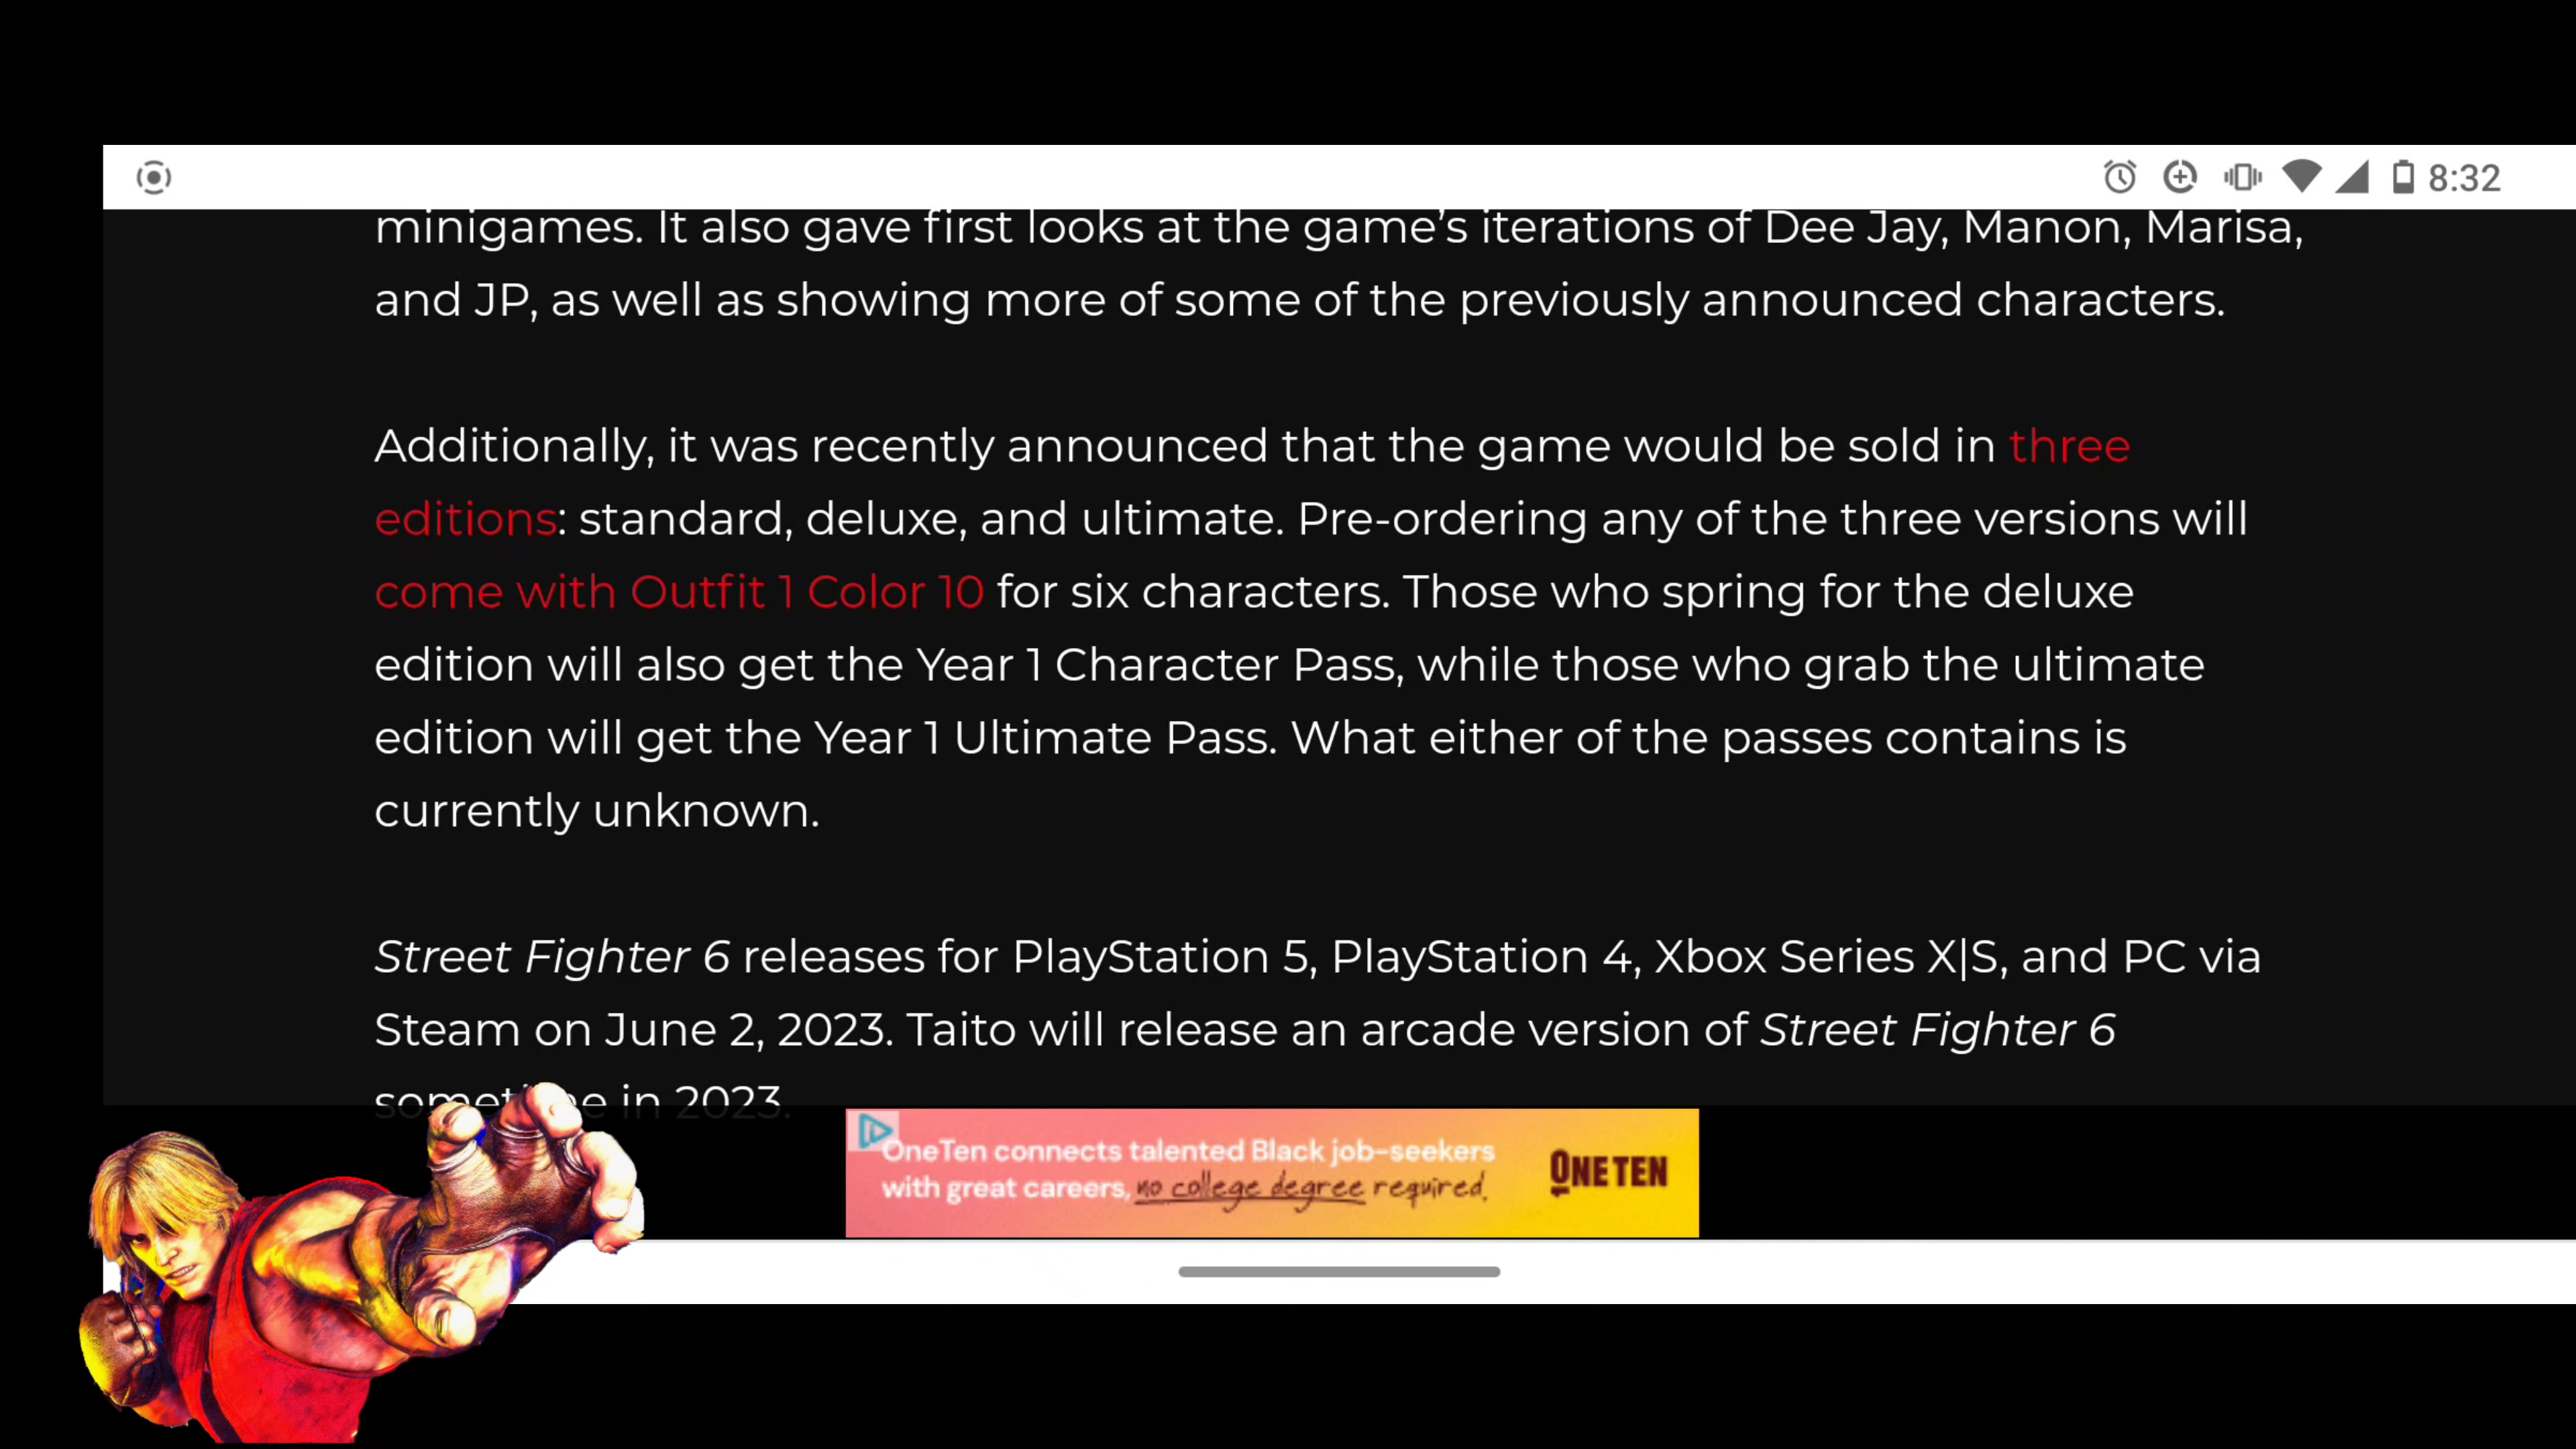 8:32
minigames. It also gave first looks at the game's iterations of Dee Jay, Manon, Marisa,
and JP, as well as showing more of some of the previously announced characters.
Additionally, it was recently announced that the game would be sold in three
editions: standard, deluxe, and ultimate. Pre-ordering any of the three versions will
come with Outfit 1 Color 10 for six characters. Those who spring for the deluxe
edition will also get the Year 1 Character Pass, while those who grab the ultimate
edition will get the Year 1 Ultimate Pass. What either of the passes contains is
currently unknown.
Street Fighter 6 releases for PlayStation 5, PlayStation 4, Xbox Series X|S, and PC via
Steam on June 2, 2023. Taito will release an arcade version of Street Fighter 6
in 2023.
OneTen connects talented Black job-seekers
with great careers, no college degree required.
ONETEN